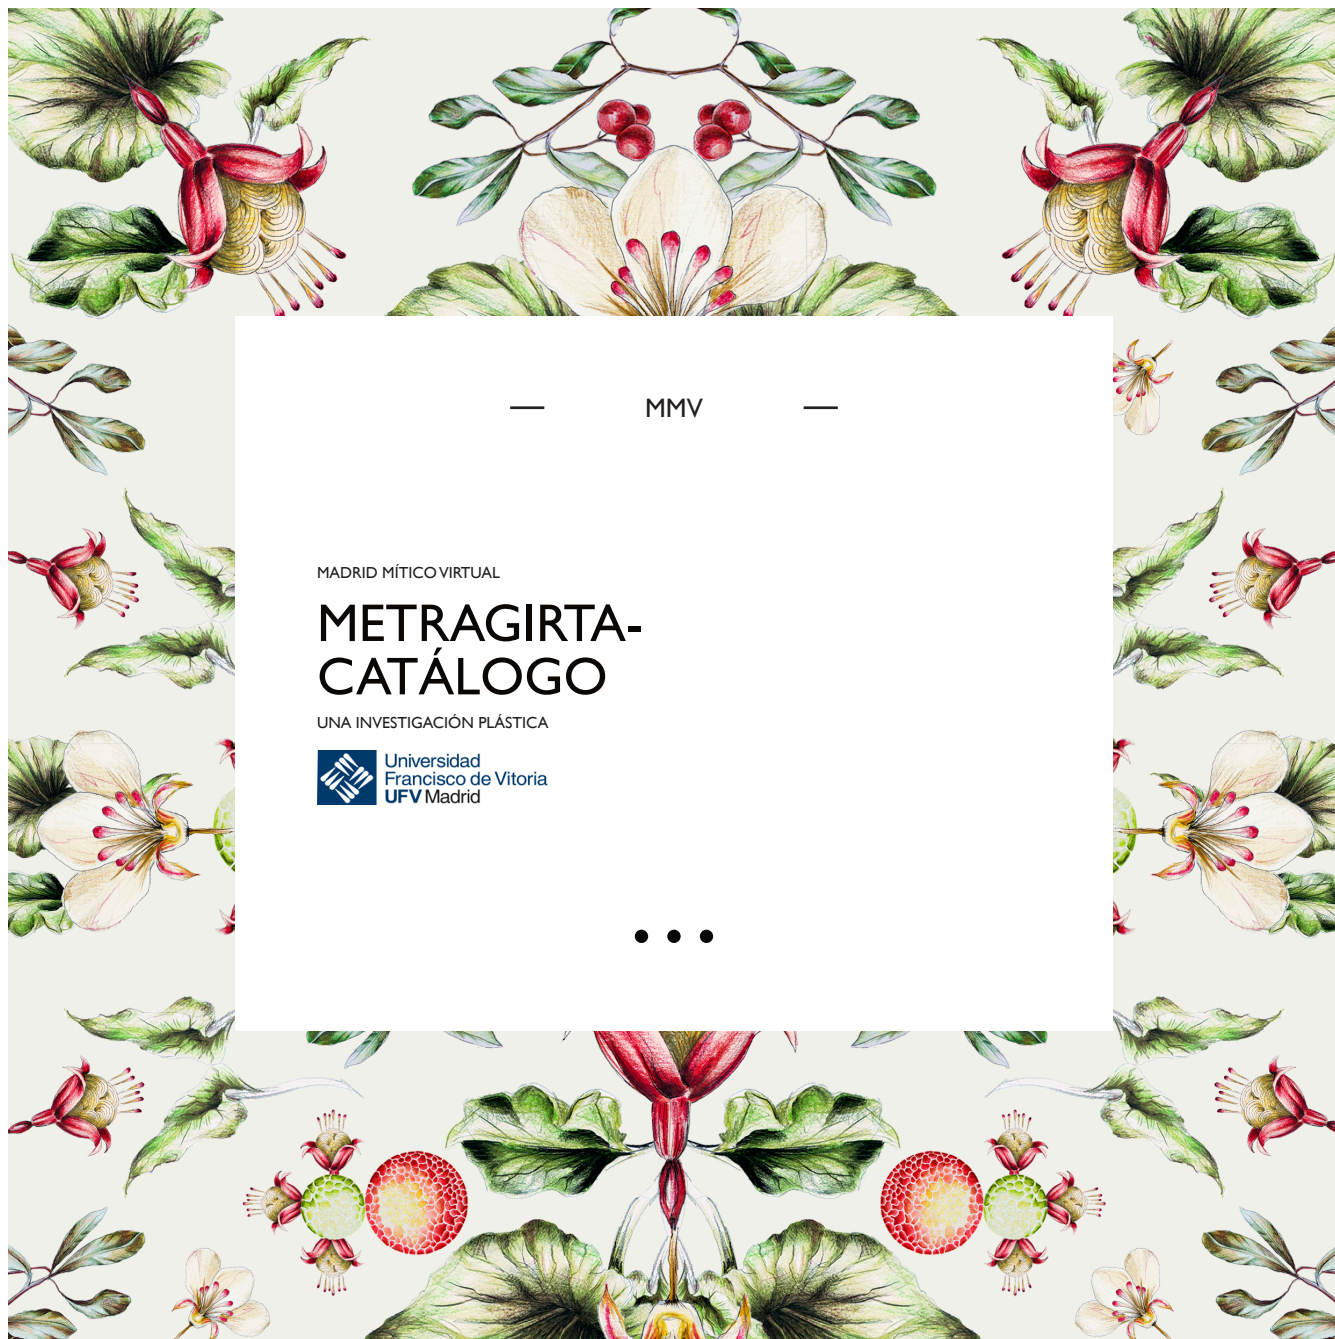 — MMV —
MADRID MÍTICO VIRTUAL
METRAGIRTA-
CATÁLOGO
UNA INVESTIGACIÓN PLÁSTICA
Universidad
Francisco de Vitoria
UFV Madrid